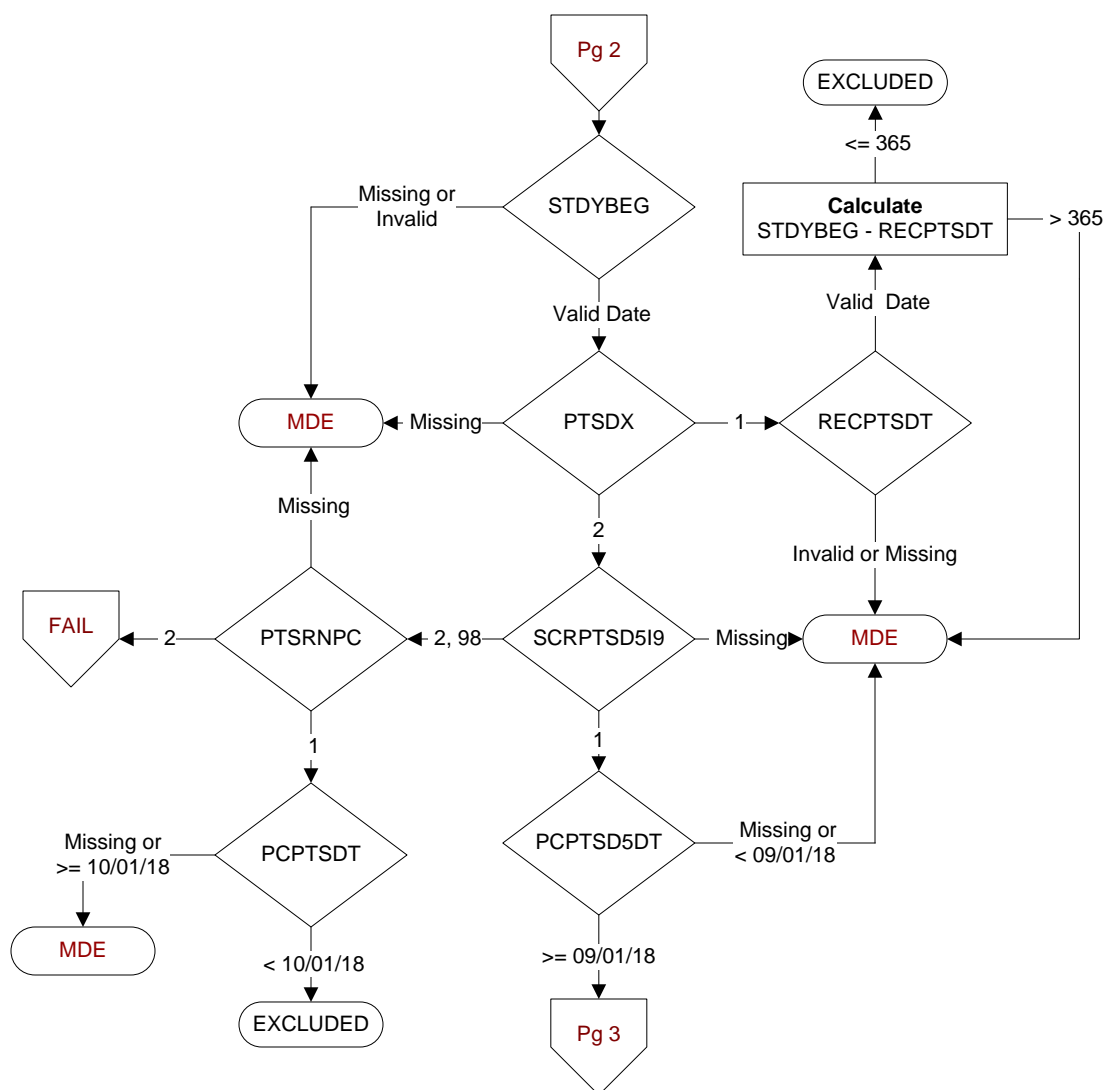 Pg 2
EXCLUDED
<= 365
Missing or
Invalid
STDYBEG
Calculate
STDYBEG - RECPTSDT
> 365
Valid Date
Valid Date
MDE
Missing
PTSDX
1
RECPTSDT
Missing
2
Invalid or Missing
FAIL
2
PTSRNPC
2, 98
SCRPTSD5I9
Missing
MDE
1
1
Missing or
>= 10/01/18
PCPTSDT
PCPTSD5DT
Missing or
< 09/01/18
MDE
< 10/01/18
>= 09/01/18
EXCLUDED
Pg 3